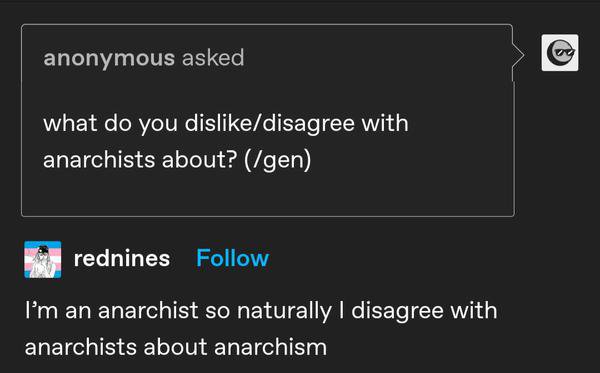 anonymous asked
what do you dislike/disagree with
anarchists about? (/gen)
rednines Follow
I’m an anarchist so naturally I disagree with
anarchists about anarchism